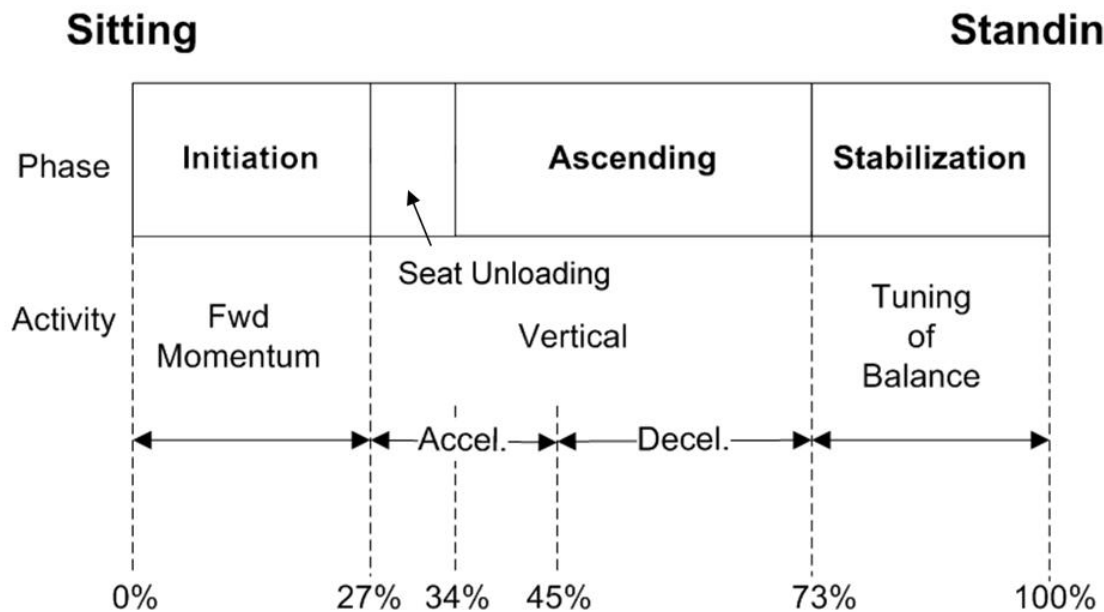 Sitting
Standin
Phase
Initiation
Ascending
Stabilization
Seat Unloading
Activity
Fwd
Momentum
Vertical
Tuning
of
Balance
Accel.
Decel.
0%
27%
34%
45%
73%
100%